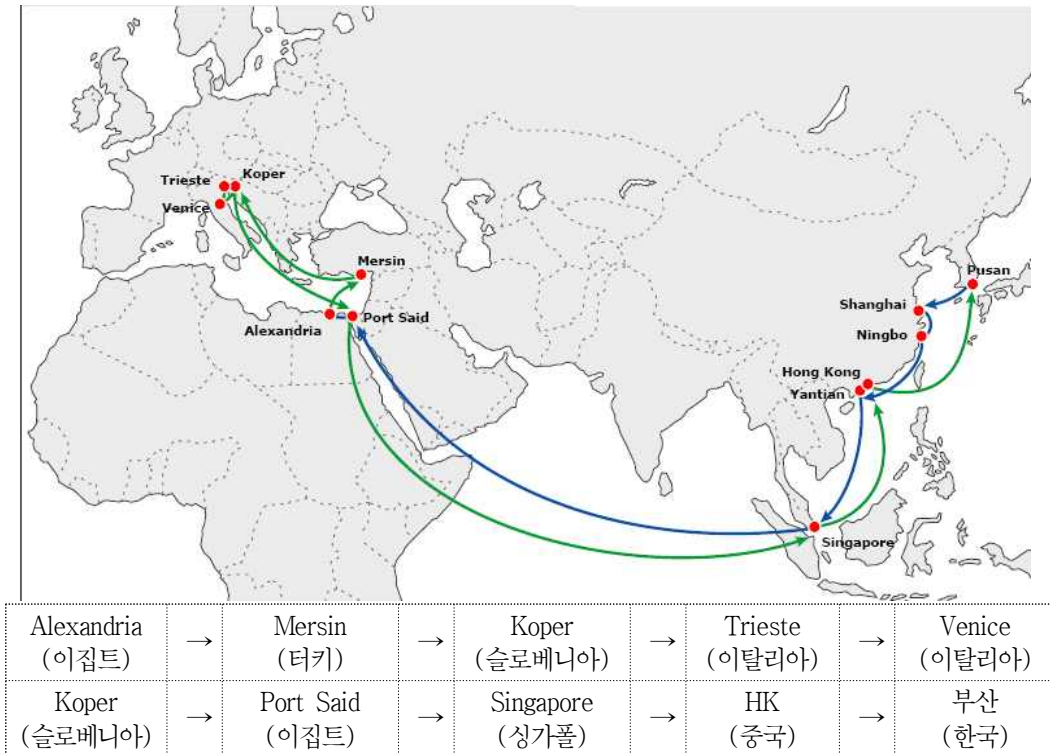 Trieste
Koper
Venice
Mersin
Alexandria
Port Said
Pusan
Shanghai
Ningbo
Hong Kong
Yantian
Singapore
Alexandria → Mersin → Koper → Trieste → Venice
(이집트) (터키) (슬로베니아) (이탈리아) (이탈리아)
Koper → Port Said → Singapore → HK → 부산
(슬로베니아) (이집트) (싱가폴) (중국) (한국)